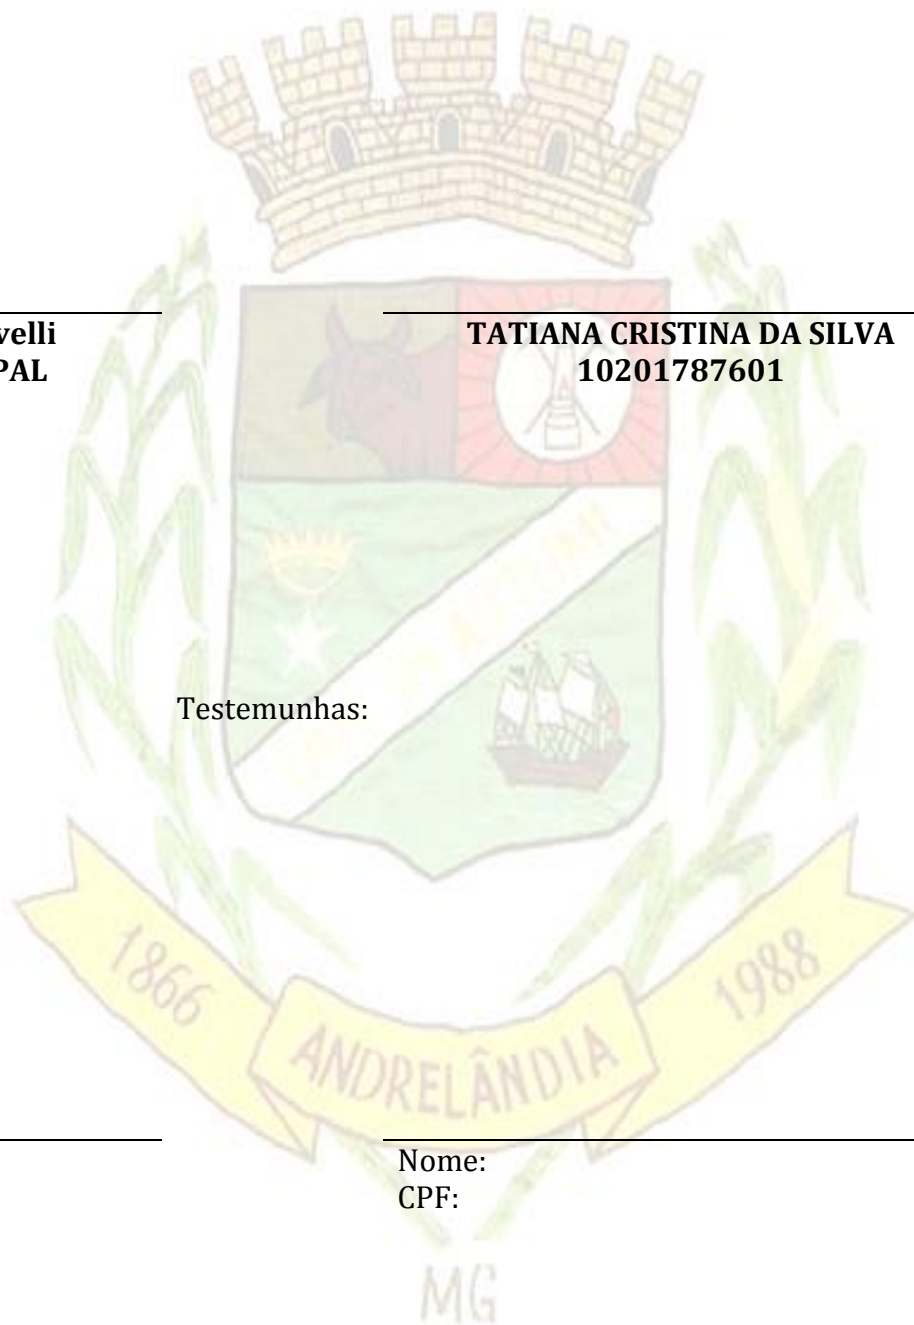 velli
PAL
TATIANA CRISTINA DA SILVA
10201787601
Testemunhas:
1866
ANDRELÂNDIA
1988
Nome:
CPF:
MG